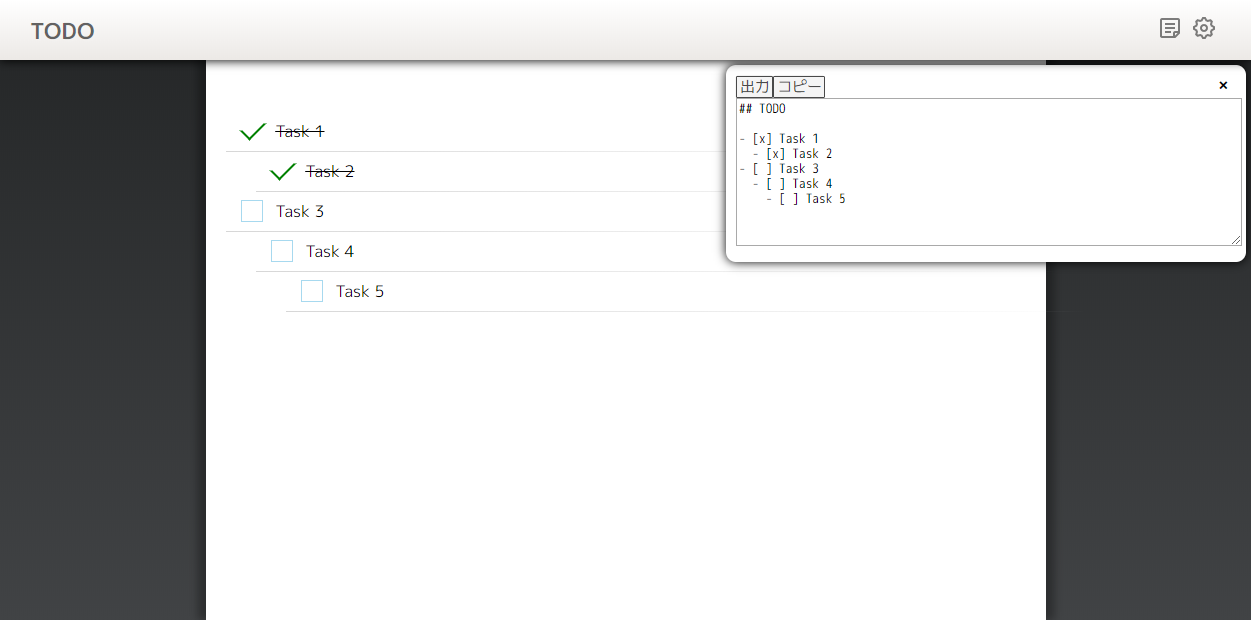 TODO
Task 1
Task 2
Task 3
Task 4
Task 5
出力 コピー ×
## TODO
- [x] Task 1
  - [x] Task 2
- [ ] Task 3
  - [ ] Task 4
    - [ ] Task 5